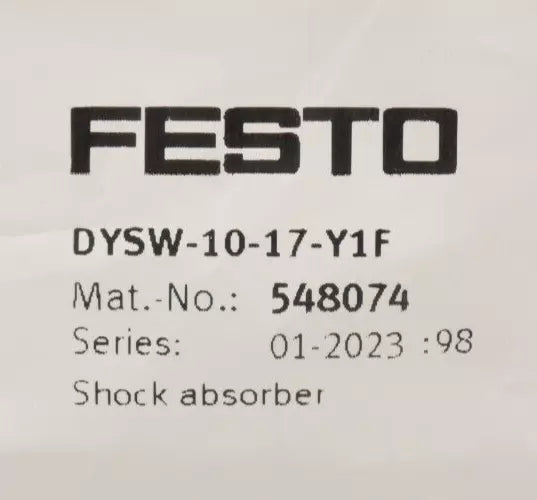 FESTO
DYSW-10-17-Y1F
Mat.-No.: 548074
Series: 01-2023 :98
Shock absorber